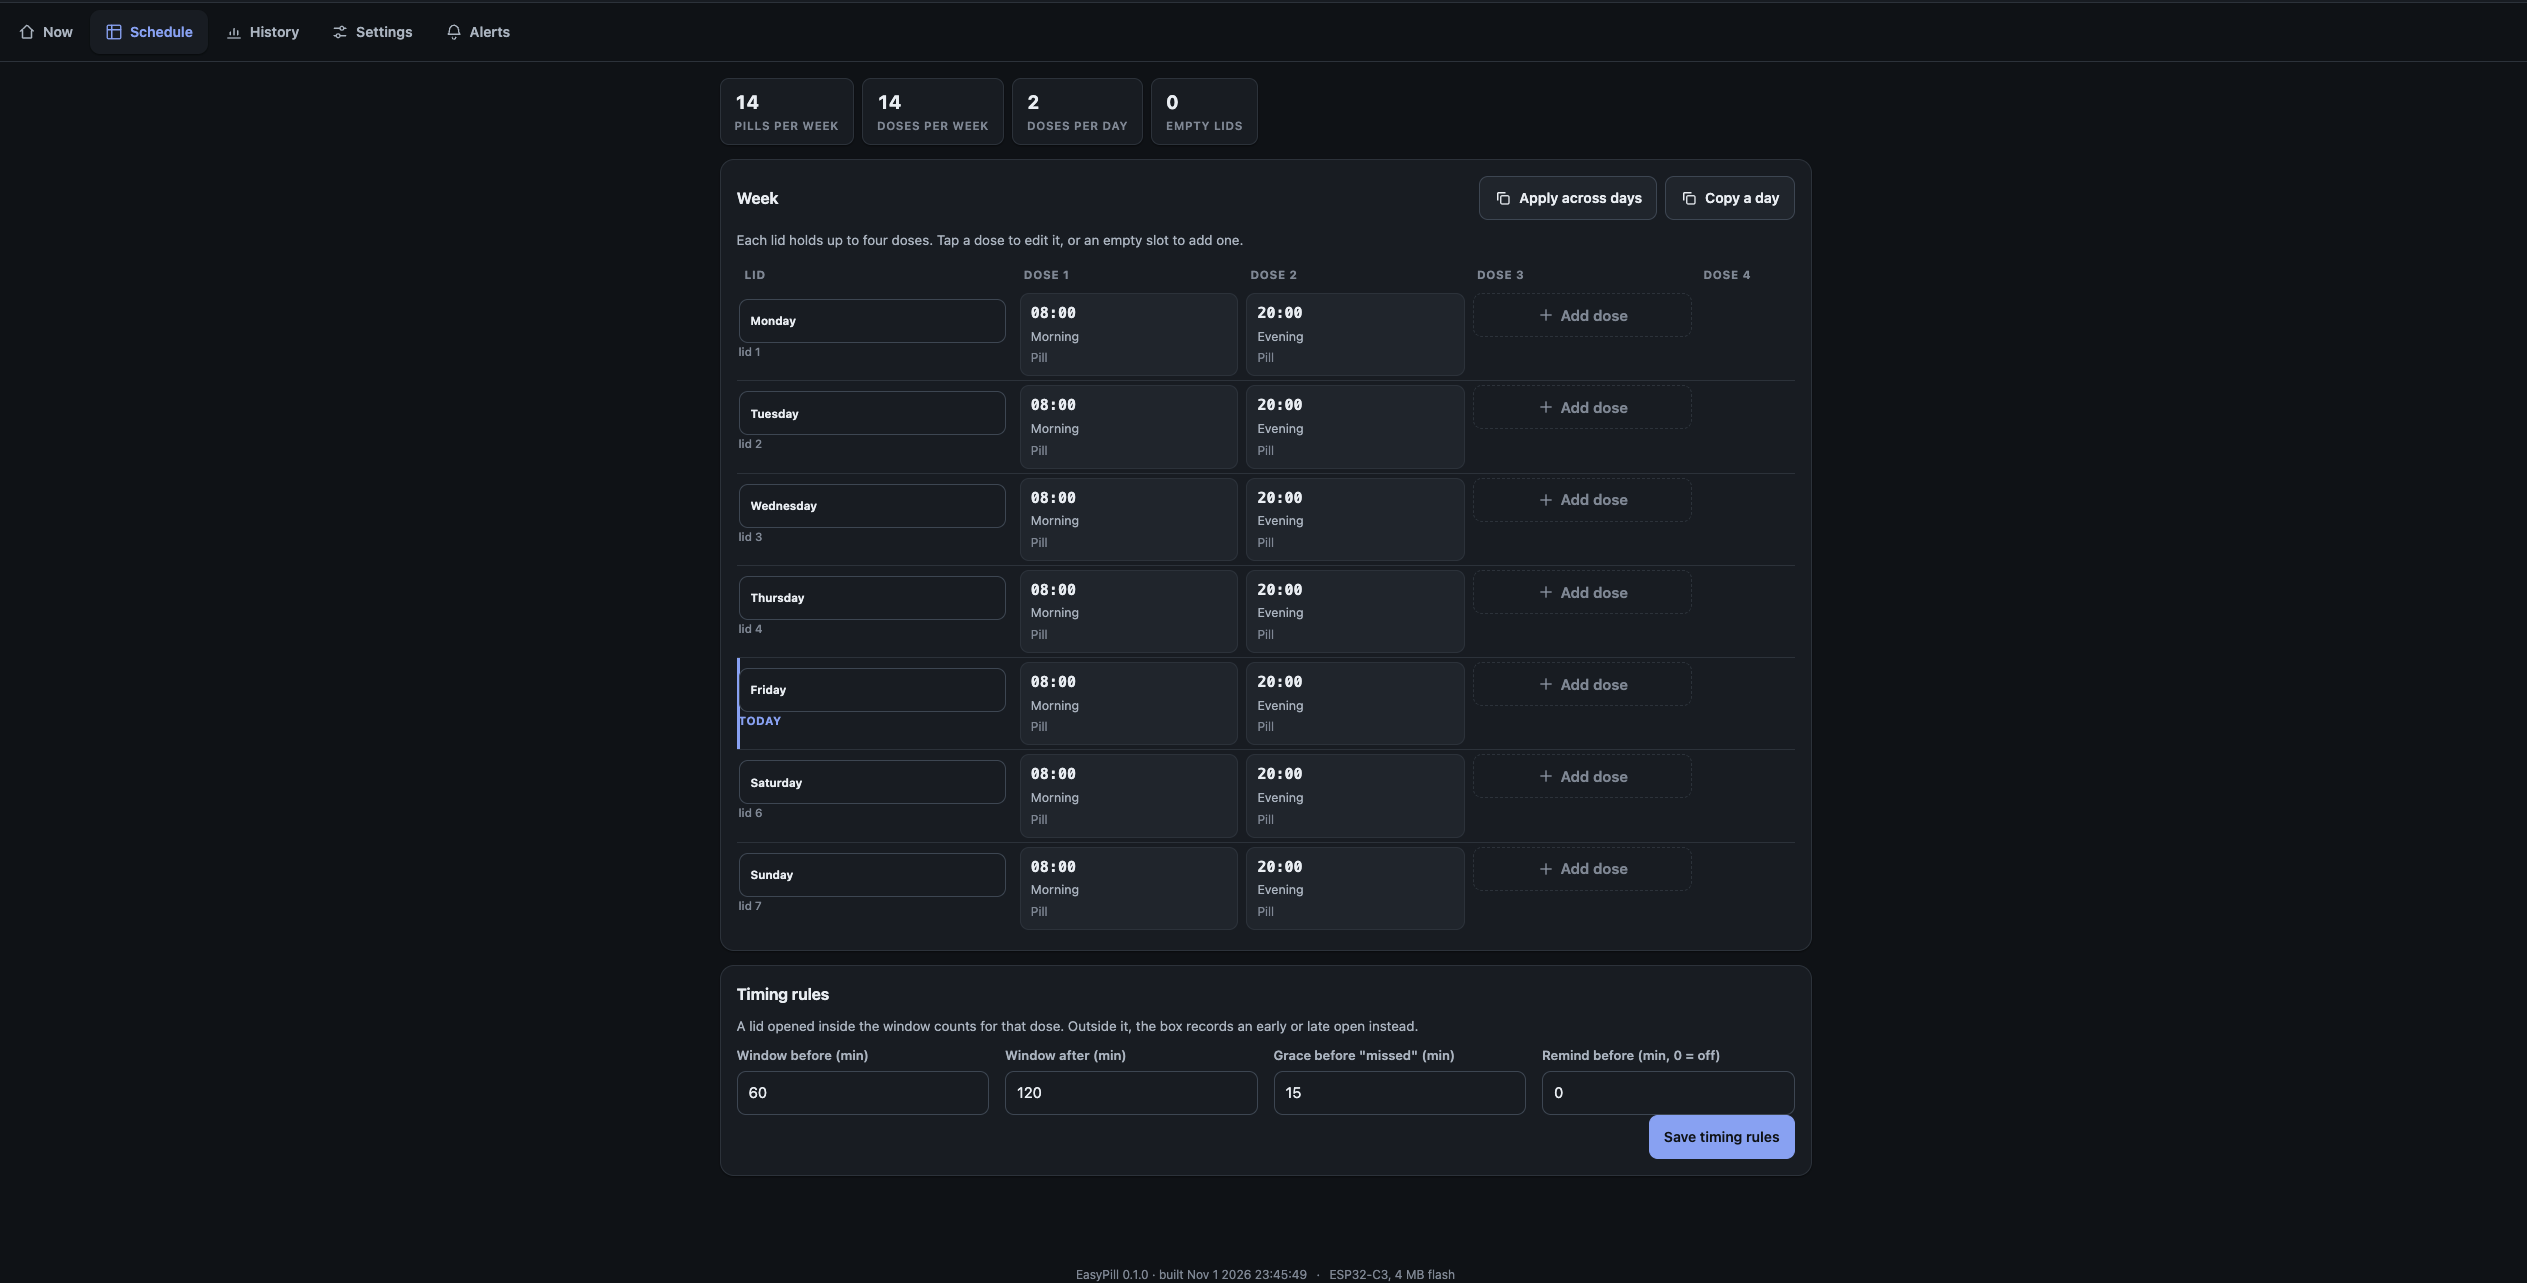 Now Schedule History Settings Alerts
14 14 2 0
PILLS PER WEEK DOSES PER WEEK DOSES PER DAY EMPTY LIDS
Week Apply across days Copy a day
Each lid holds up to four doses. Tap a dose to edit it, or an empty slot to add one.
LID DOSE 1 DOSE 2 DOSE 3 DOSE 4
Monday 08:00 20:00 + Add dose
lid 1 Morning Evening
Pill Pill
Tuesday 08:00 20:00 + Add dose
lid 2 Morning Evening
Pill Pill
Wednesday 08:00 20:00 + Add dose
lid 3 Morning Evening
Pill Pill
Thursday 08:00 20:00 + Add dose
lid 4 Morning Evening
Pill Pill
Friday 08:00 20:00 + Add dose
TODAY Morning Evening
Pill Pill
Saturday 08:00 20:00 + Add dose
lid 6 Morning Evening
Pill Pill
Sunday 08:00 20:00 + Add dose
lid 7 Morning Evening
Pill Pill
Timing rules
A lid opened inside the window counts for that dose. Outside it, the box records an early or late open instead.
Window before (min) Window after (min) Grace before "missed" (min) Remind before (min, 0 = off)
60 120 15 0
Save timing rules
EasyPill 0.1.0 · built Nov 1 2026 23:45:49 · ESP32-C3, 4 MB flash